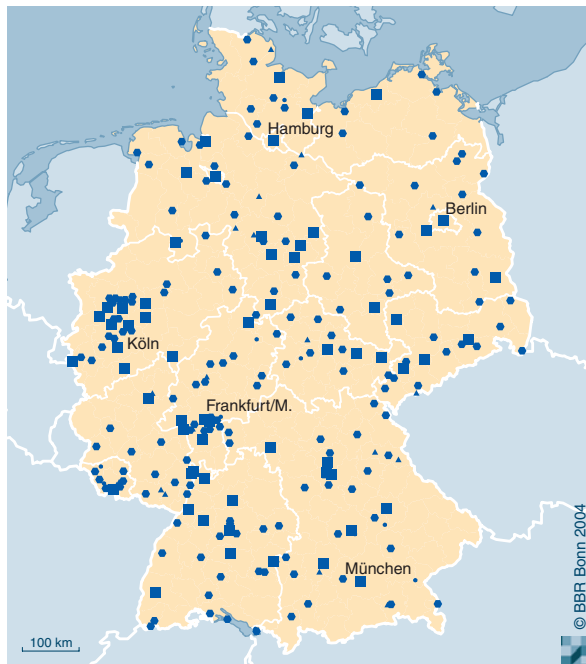 Hamburg
Berlin
Köln
Frankfurt/M.
München
100 km
© BBR Bonn 2004